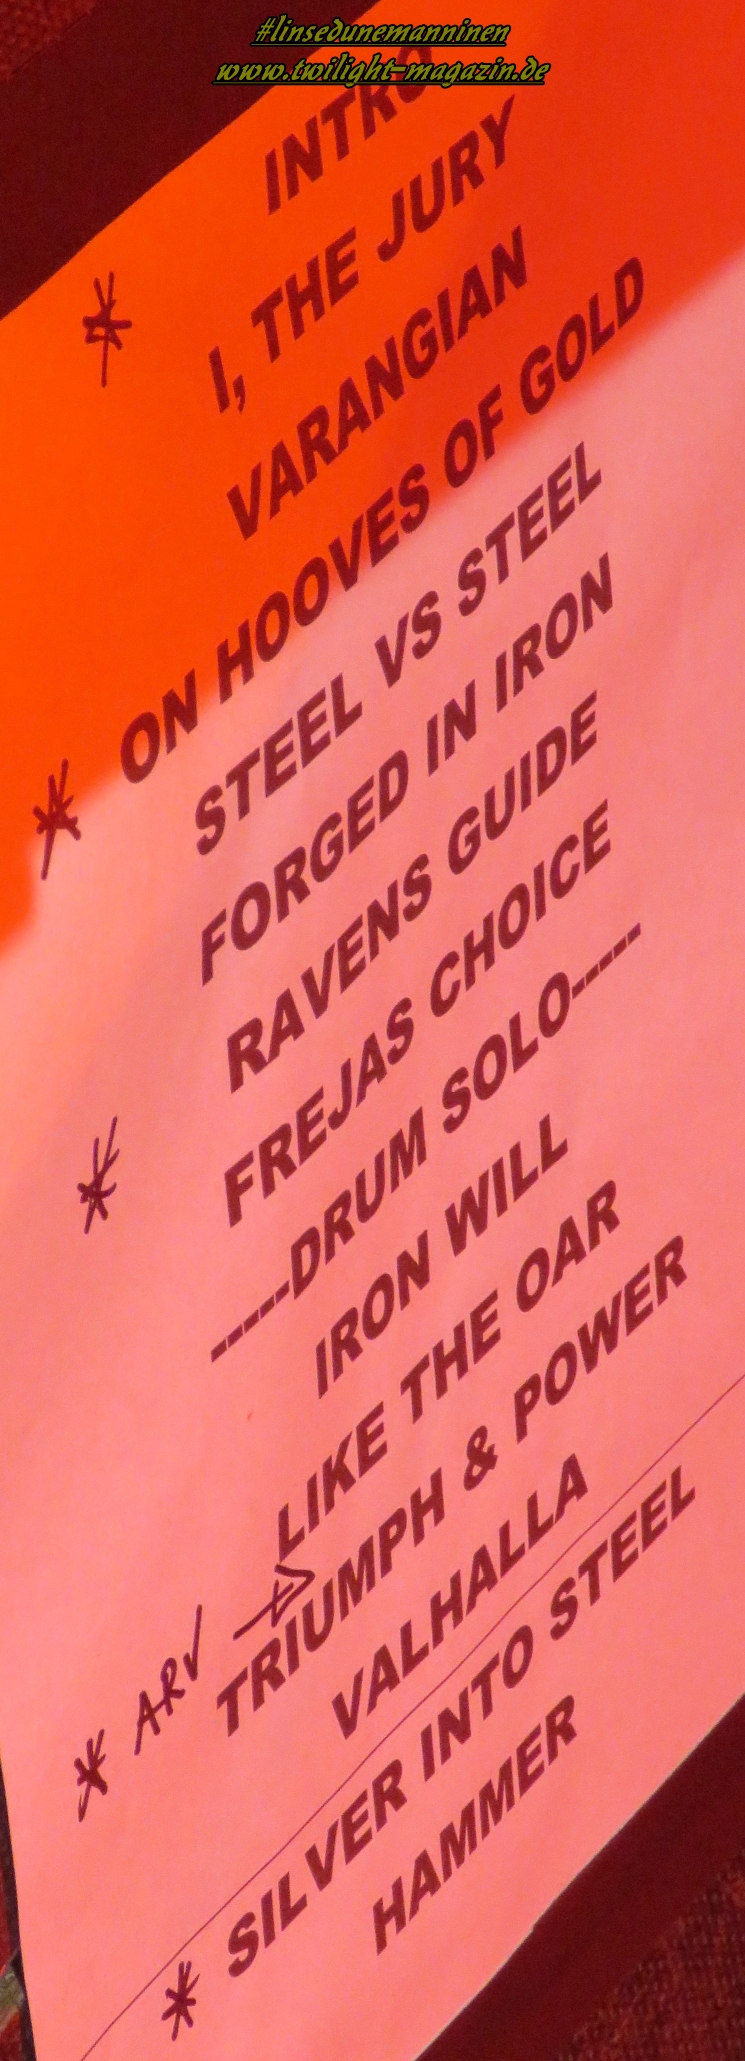 #linsedunemanninen
www.twilight-magazin.de
INTRO
* I, THE JURY
VARANGIAN
ON HOOVES OF GOLD
* STEEL VS STEEL
FORGED IN IRON
RAVENS GUIDE
* FREJAS CHOICE
-----DRUM SOLO-----
IRON WILL
LIKE THE OAR
* ARV →
TRIUMPH & POWER
VALHALLA
* SILVER INTO STEEL
HAMMER